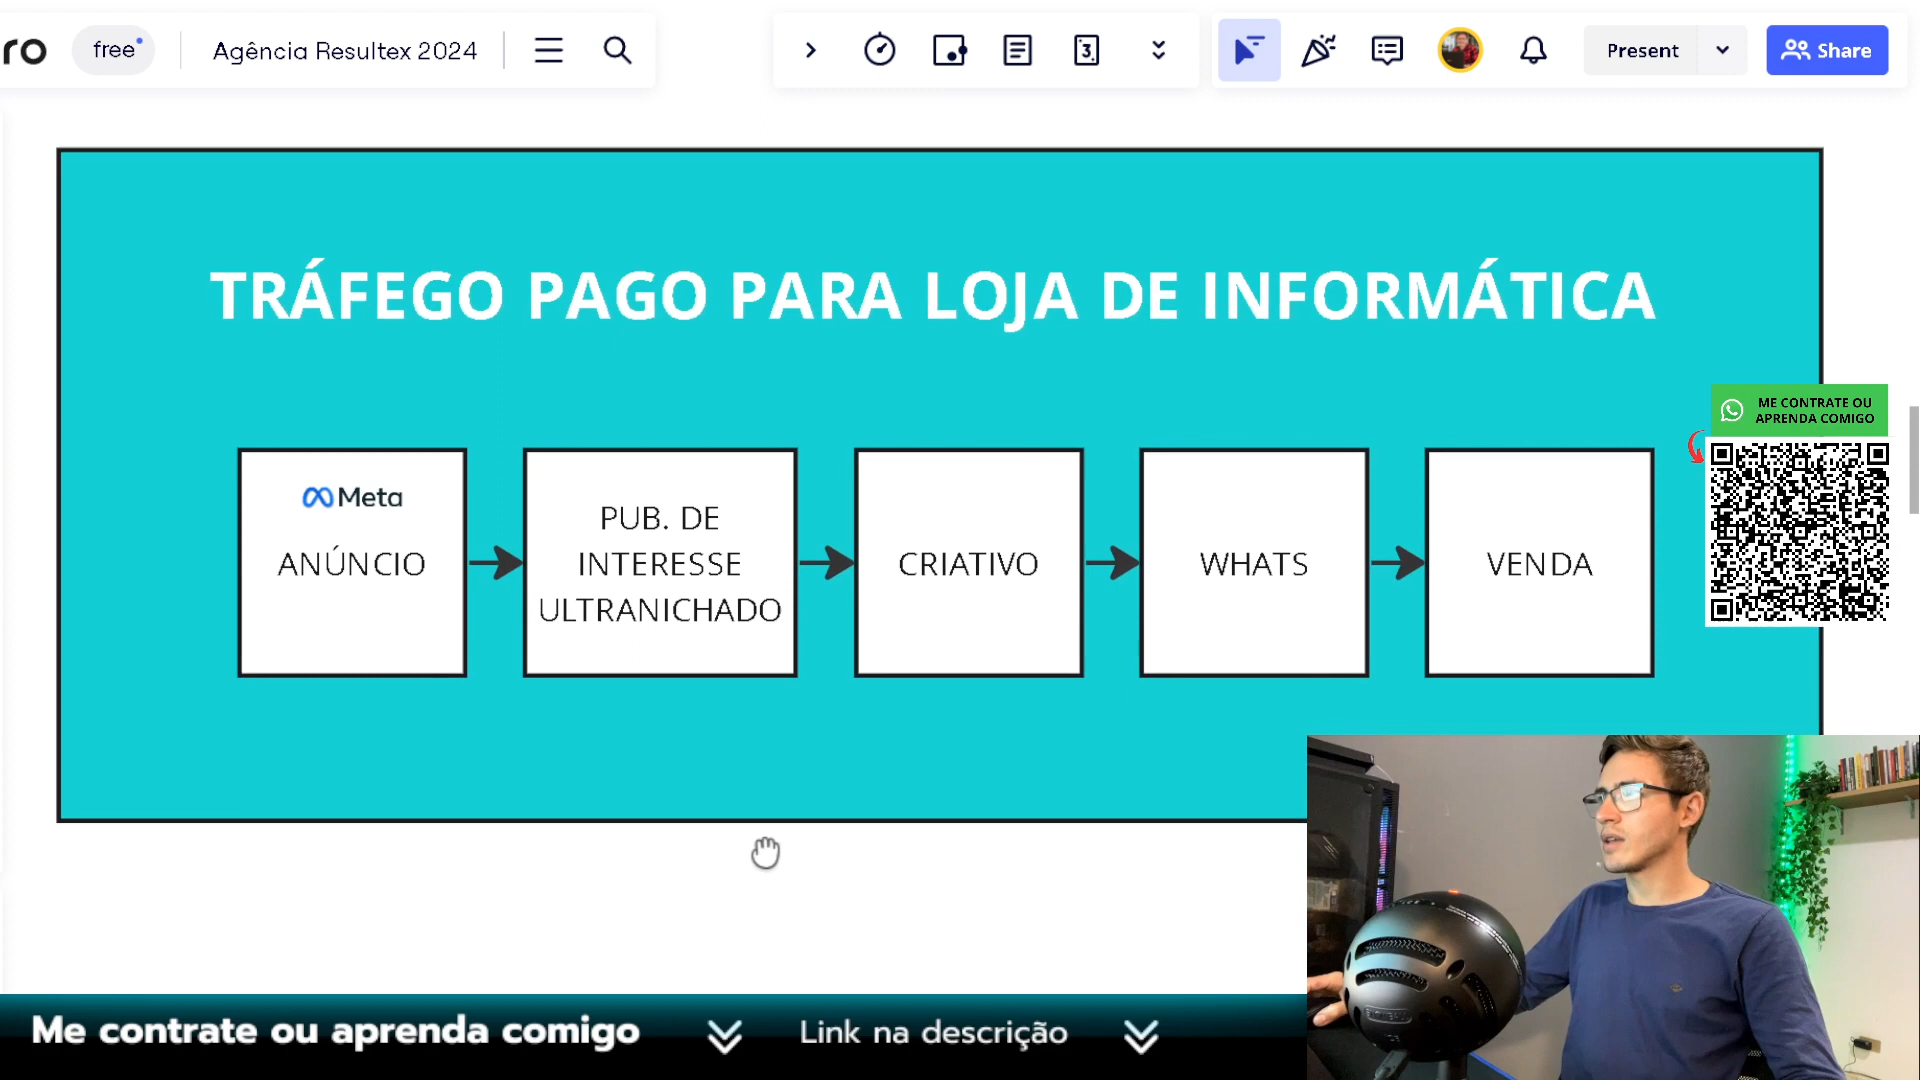 ro
free
Agência Resultex 2024
3
Present
Share
TRÁFEGO PAGO PARA LOJA DE INFORMÁTICA
ME CONTRATE OU
APRENDA COMIGO
Meta
ANÚNCIO
PUB. DE
INTERESSE
ULTRANICHADO
CRIATIVO
WHATS
VENDA
Me contrate ou aprenda comigo
Link na descrição